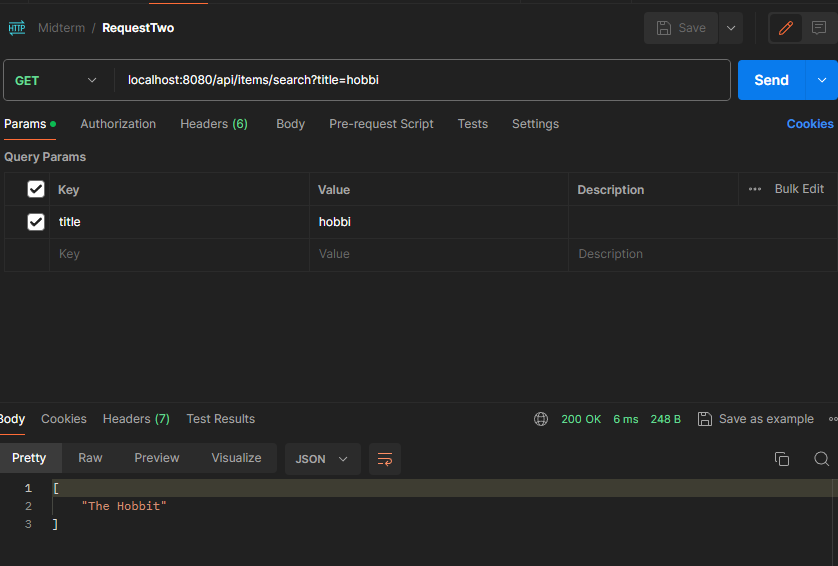 HTTP Midterm / RequestTwo Save
GET localhost:8080/api/items/search?title=hobbi Send
Params Authorization Headers (6) Body Pre-request Script Tests Settings Cookies
Query Params
Key Value Description Bulk Edit
title hobbi
Key Value Description
Body Cookies Headers (7) Test Results 200 OK 6 ms 248 B Save as example
Pretty Raw Preview Visualize JSON
1 [
2 "The Hobbit"
3 ]